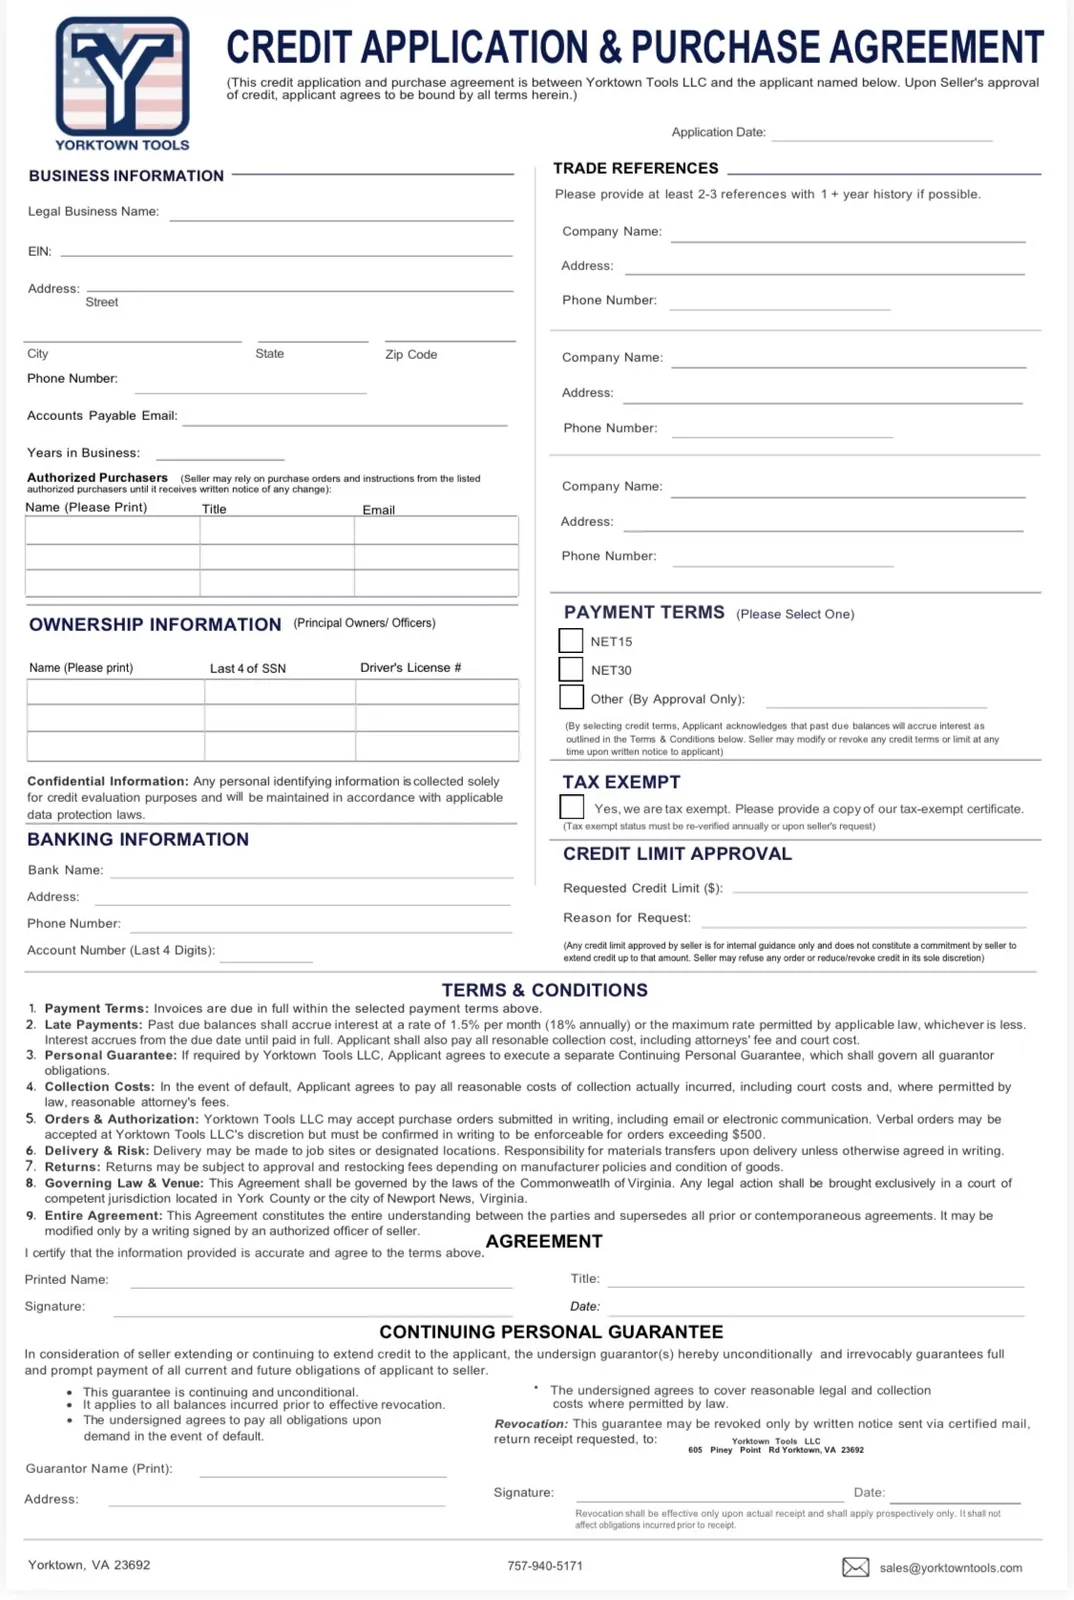 YORKTOWN TOOLS
CREDIT APPLICATION & PURCHASE AGREEMENT
(This credit application and purchase agreement is between Yorktown Tools LLC and the applicant named below. Upon Seller's approval
of credit, applicant agrees to be bound by all terms herein.)
Application Date:
BUSINESS INFORMATION
Legal Business Name:
EIN:
Address:
Street
City State Zip Code
Phone Number:
Accounts Payable Email:
Years in Business:
Authorized Purchasers (Seller may rely on purchase orders and instructions from the listed
authorized purchasers until it receives written notice of any change):
Name (Please Print) Title Email
OWNERSHIP INFORMATION (Principal Owners/ Officers)
Name (Please print) Last 4 of SSN Driver's License #
Confidential Information: Any personal identifying information is collected solely
for credit evaluation purposes and will be maintained in accordance with applicable
data protection laws.
BANKING INFORMATION
Bank Name:
Address:
Phone Number:
Account Number (Last 4 Digits):
TRADE REFERENCES
Please provide at least 2-3 references with 1 + year history if possible.
Company Name:
Address:
Phone Number:
Company Name:
Address:
Phone Number:
Company Name:
Address:
Phone Number:
PAYMENT TERMS (Please Select One)
NET15
NET30
Other (By Approval Only):
(By selecting credit terms, Applicant acknowledges that past due balances will accrue interest as
outlined in the Terms & Conditions below. Seller may modify or revoke any credit terms or limit at any
time upon written notice to applicant)
TAX EXEMPT
Yes, we are tax exempt. Please provide a copy of our tax-exempt certificate.
(Tax exempt status must be re-verified annually or upon seller's request)
CREDIT LIMIT APPROVAL
Requested Credit Limit ($):
Reason for Request:
(Any credit limit approved by seller is for internal guidance only and does not constitute a commitment by seller to
extend credit up to that amount. Seller may refuse any order or reduce/revoke credit in its sole discretion)
TERMS & CONDITIONS
1. Payment Terms: Invoices are due in full within the selected payment terms above.
2. Late Payments: Past due balances shall accrue interest at a rate of 1.5% per month (18% annually) or the maximum rate permitted by applicable law, whichever is less.
Interest accrues from the due date until paid in full. Applicant shall also pay all resonable collection cost, including attorneys' fee and court cost.
3. Personal Guarantee: If required by Yorktown Tools LLC, Applicant agrees to execute a separate Continuing Personal Guarantee, which shall govern all guarantor
obligations.
4. Collection Costs: In the event of default, Applicant agrees to pay all reasonable costs of collection actually incurred, including court costs and, where permitted by
law, reasonable attorney's fees.
5. Orders & Authorization: Yorktown Tools LLC may accept purchase orders submitted in writing, including email or electronic communication. Verbal orders may be
accepted at Yorktown Tools LLC's discretion but must be confirmed in writing to be enforceable for orders exceeding $500.
6. Delivery & Risk: Delivery may be made to job sites or designated locations. Responsibility for materials transfers upon delivery unless otherwise agreed in writing.
7. Returns: Returns may be subject to approval and restocking fees depending on manufacturer policies and condition of goods.
8. Governing Law & Venue: This Agreement shall be governed by the laws of the Commonwealth of Virginia. Any legal action shall be brought exclusively in a court of
competent jurisdiction located in York County or the city of Newport News, Virginia.
9. Entire Agreement: This Agreement constitutes the entire understanding between the parties and supersedes all prior or contemporaneous agreements. It may be
modified only by a writing signed by an authorized officer of seller.
AGREEMENT
I certify that the information provided is accurate and agree to the terms above.
Printed Name: Title:
Signature: Date:
CONTINUING PERSONAL GUARANTEE
In consideration of seller extending or continuing to extend credit to the applicant, the undersign guarantor(s) hereby unconditionally and irrevocably guarantees full
and prompt payment of all current and future obligations of applicant to seller.
• This guarantee is continuing and unconditional.
• It applies to all balances incurred prior to effective revocation.
• The undersigned agrees to pay all obligations upon
demand in the event of default.
• The undersigned agrees to cover reasonable legal and collection
costs where permitted by law.
Revocation: This guarantee may be revoked only by written notice sent via certified mail,
return receipt requested, to: Yorktown Tools LLC
605 Piney Point Rd Yorktown, VA 23692
Guarantor Name (Print):
Address:
Signature: Date:
Revocation shall be effective only upon actual receipt and shall apply prospectively only. It shall not
affect obligations incurred prior to receipt.
Yorktown, VA 23692 757-940-5171 sales@yorktowntools.com